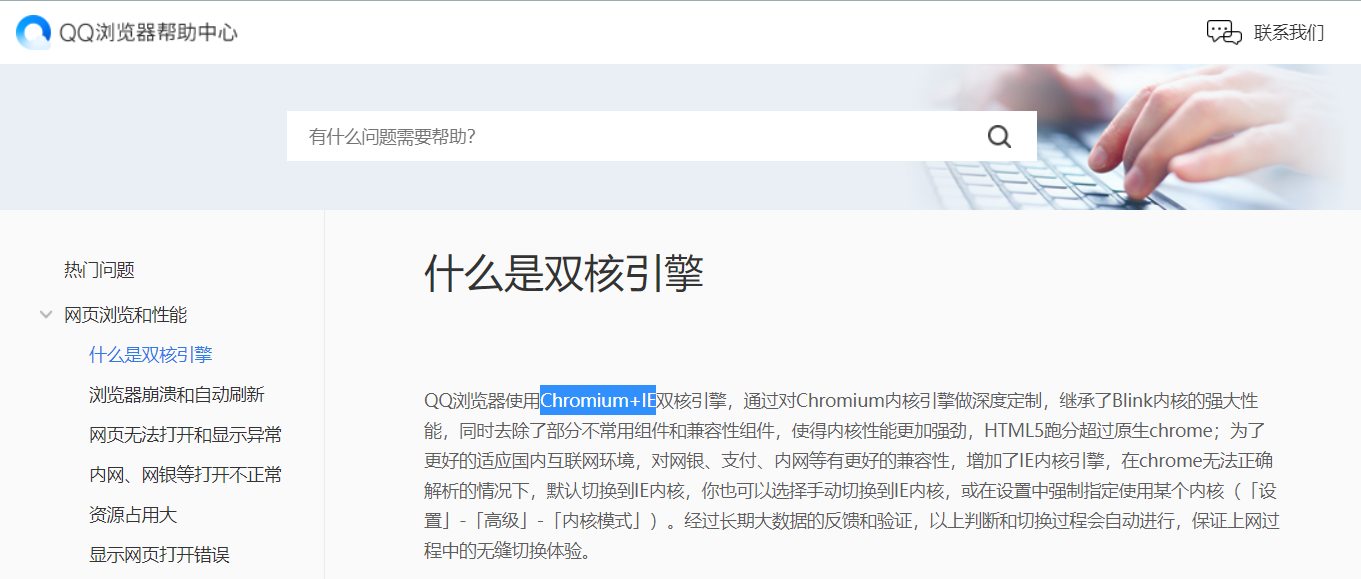 QQ浏览器帮助中心
联系我们
有什么问题需要帮助？
热门问题
网页浏览和性能
什么是双核引擎
浏览器崩溃和自动刷新
网页无法打开和显示异常
内网、网银等打开不正常
资源占用大
显示网页打开错误
什么是双核引擎
QQ浏览器使用Chromium+IE双核引擎，通过对Chromium内核引擎做深度定制，继承了Blink内核的强大性
能，同时去除了部分不常用组件和兼容性组件，使得内核性能更加强劲，HTML5跑分超过原生chrome；为了
更好的适应国内互联网环境，对网银、支付、内网等有更好的兼容性，增加了IE内核引擎，在chrome无法正确
解析的情况下，默认切换到IE内核，你也可以选择手动切换到IE内核，或在设置中强制指定使用某个内核（「设
置」-「高级」-「内核模式」）。经过长期大数据的反馈和验证，以上判断和切换过程会自动进行，保证上网过
程中的无缝切换体验。